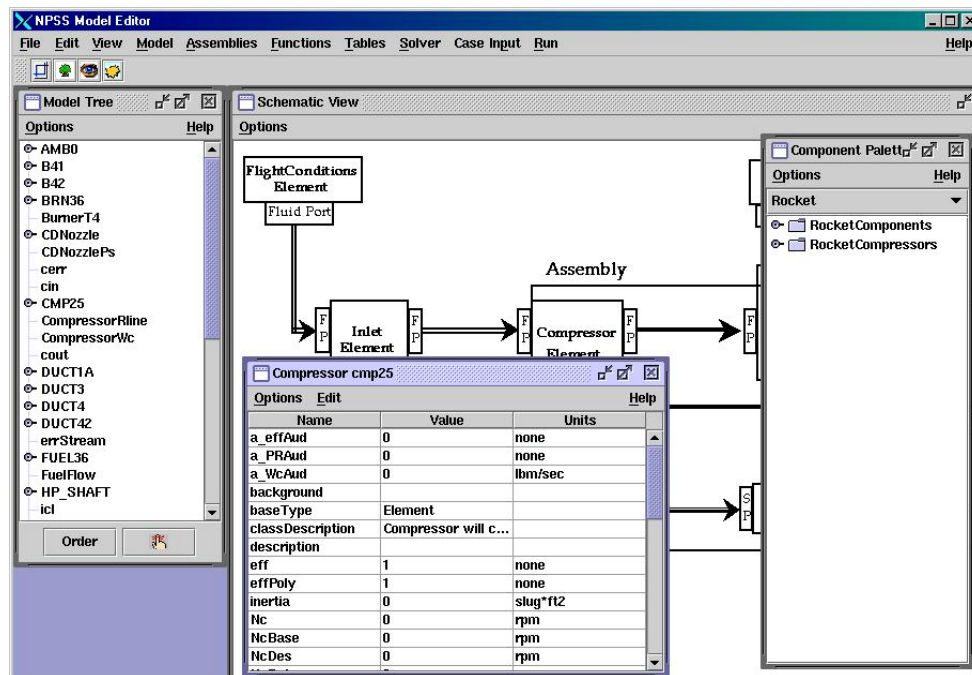 NPSS Model Editor
File Edit View Model Assemblies Functions Tables Solver Case Input Run Help
Model Tree
Options Help
AMB0
B41
B42
BRN36
BurnerT4
CDNozzle
CDNozzlePs
cerr
cin
CMP25
CompressorRline
CompressorWc
cout
DUCT1A
DUCT3
DUCT4
DUCT42
errStream
FUEL36
FuelFlow
HP_SHAFT
icl
Order
Schematic View
Options
FlightConditions
Element
Fluid Port
Assembly
F
P
Inlet
Element
F
P
F
P
Compressor
Element
F
P
F
P
S
P
Component Palett
Options Help
Rocket
RocketComponents
RocketCompressors
Compressor cmp25
Options Edit Help
Name Value Units
a_effAud 0 none
a_PRAud 0 none
a_WcAud 0 lbm/sec
background
baseType Element
classDescription Compressor will c...
description
eff 1 none
effPoly 1 none
inertia 0 slug*ft2
Nc 0 rpm
NcBase 0 rpm
NcDes 0 rpm